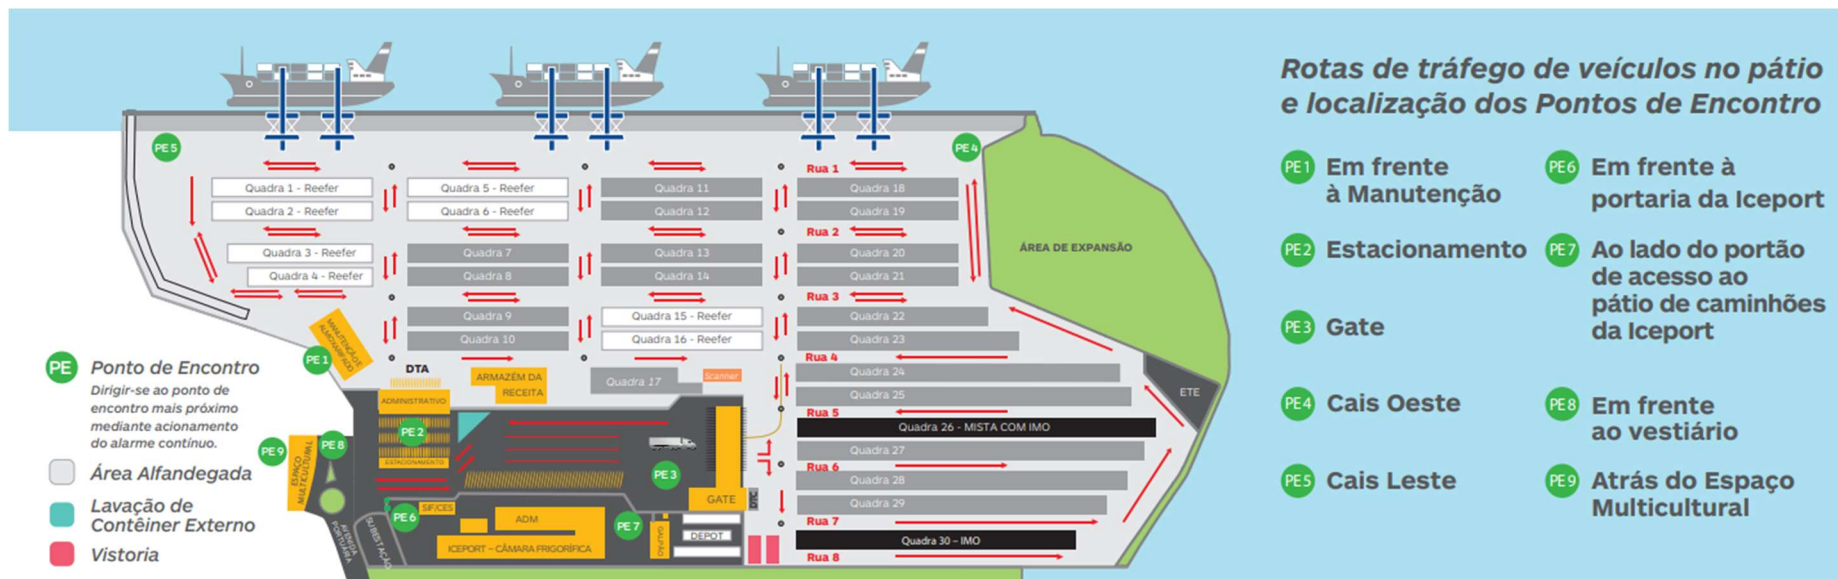 Rotas de tráfego de veículos no pátio
e localização dos Pontos de Encontro
PE1 Em frente
à Manutenção
PE2 Estacionamento
PE3 Gate
PE4 Cais Oeste
PE5 Cais Leste
PE6 Em frente à
portaria da Iceport
PE7 Ao lado do portão
de acesso ao
pátio de caminhões
da Iceport
PE8 Em frente
ao vestiário
PE9 Atrás do Espaço
Multicultural
PE 5
PE 4
Rua 1
Quadra 1 - Reefer
Quadra 5 - Reefer
Quadra 11
Quadra 18
Quadra 2 - Reefer
Quadra 6 - Reefer
Quadra 12
Quadra 19
Rua 2
Quadra 3 - Reefer
Quadra 7
Quadra 13
Quadra 20
ÁREA DE EXPANSÃO
Quadra 4 - Reefer
Quadra 8
Quadra 14
Quadra 21
Rua 3
Quadra 9
Quadra 15 - Reefer
Quadra 22
Quadra 10
Quadra 16 - Reefer
Quadra 23
MANUTENÇÃO E
ALMOXARIFADO
PE 1
Rua 4
DTA
ARMAZÉM DA
RECEITA
Quadra 17
Scanner
Quadra 24
Quadra 25
ETE
ADMINISTRATIVO
Rua 5
PE 2
Quadra 26 - MISTA COM IMO
ESTACIONAMENTO
PE 9
PE 8
ESPAÇO
MULTICULTURAL
Quadra 27
PE 3
Rua 6
Quadra 28
GATE
DTC
Quadra 29
PE 6
SIF/CES
ADM
PE 7
Rua 7
AVENIDA
PORTUÁRIA
SUBESTAÇÃO
ICEPORT – CÂMARA FRIGORÍFICA
GALPÃO
DEPOT
Quadra 30 – IMO
Rua 8
PE Ponto de Encontro
Dirigir-se ao ponto de
encontro mais próximo
mediante acionamento
do alarme contínuo.
Área Alfandegada
Lavação de
Contêiner Externo
Vistoria